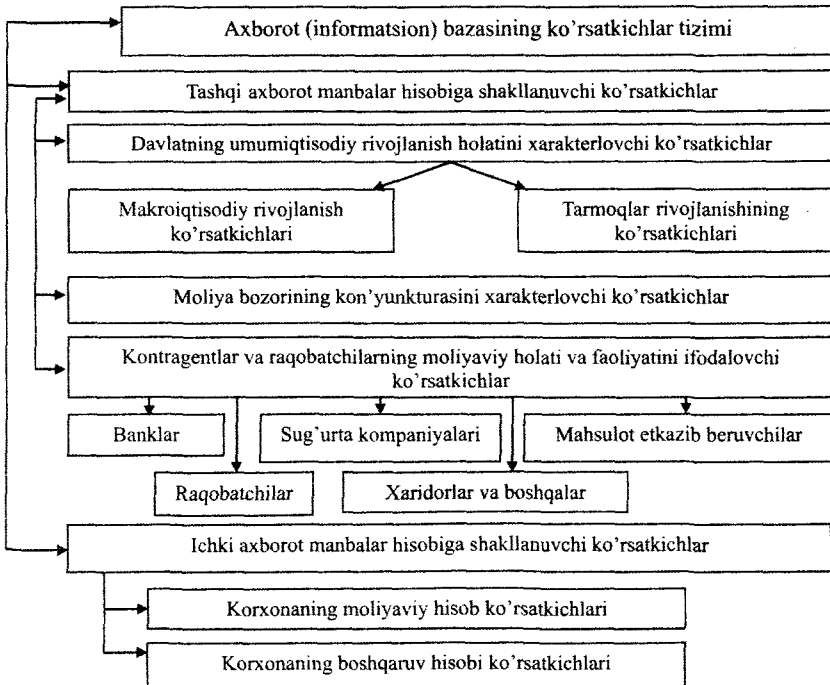 Axborot (informatsion) bazasining ko’rsatkichlar tizimi
Tashqi axborot manbalar hisobiga shakllanuvchi ko’rsatkichlar
Davlatning umumiqtisodiy rivojlanish holatini xarakterlovchi ko’rsatkichlar
Makroiqtisodiy rivojlanish
ko’rsatkichlari
Tarmoqlar rivojlanishining
ko’rsatkichlari
Moliya bozorining kon’yunkturasini xarakterlovchi ko’rsatkichlar
Kontragentlar va raqobatchilarning moliyaviy holati va faoliyatini ifodalovchi
ko’rsatkichlar
Banklar
Sug’urta kompaniyalari
Mahsulot etkazib beruvchilar
Raqobatchilar
Xaridorlar va boshqalar
Ichki axborot manbalar hisobiga shakllanuvchi ko’rsatkichlar
Korxonaning moliyaviy hisob ko’rsatkichlari
Korxonaning boshqaruv hisobi ko’rsatkichlari